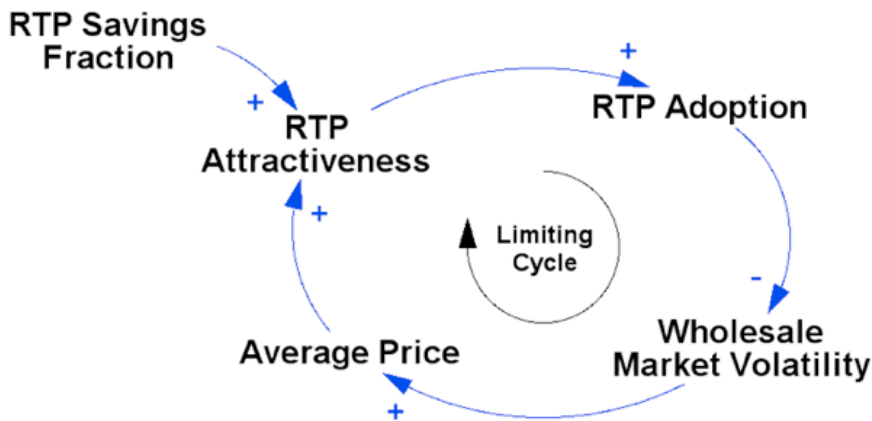 RTP Savings
Fraction
+
+
RTP
Attractiveness
RTP Adoption
+
Limiting
Cycle
-
Average Price
Wholesale
Market Volatility
+